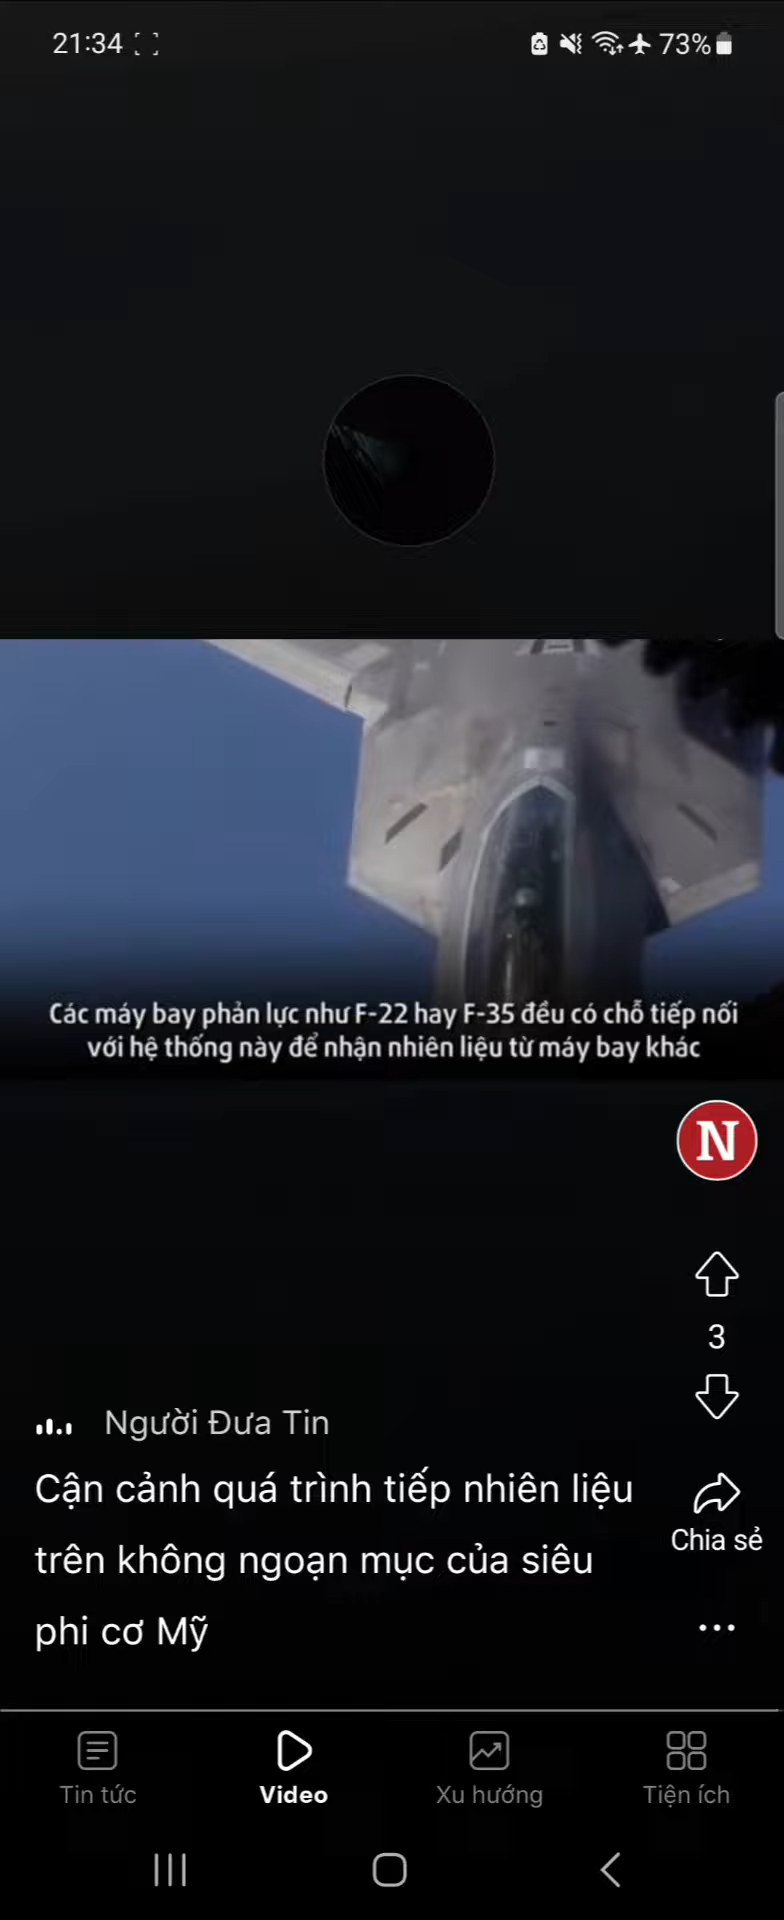 21:34
73%
Các máy bay phản lực như F-22 hay F-35 đều có chỗ tiếp nối
với hệ thống này để nhận nhiên liệu từ máy bay khác
N
3
Người Đưa Tin
Cận cảnh quá trình tiếp nhiên liệu
trên không ngoạn mục của siêu
phi cơ Mỹ
Chia sẻ
Tin tức
Video
Xu hướng
Tiện ích